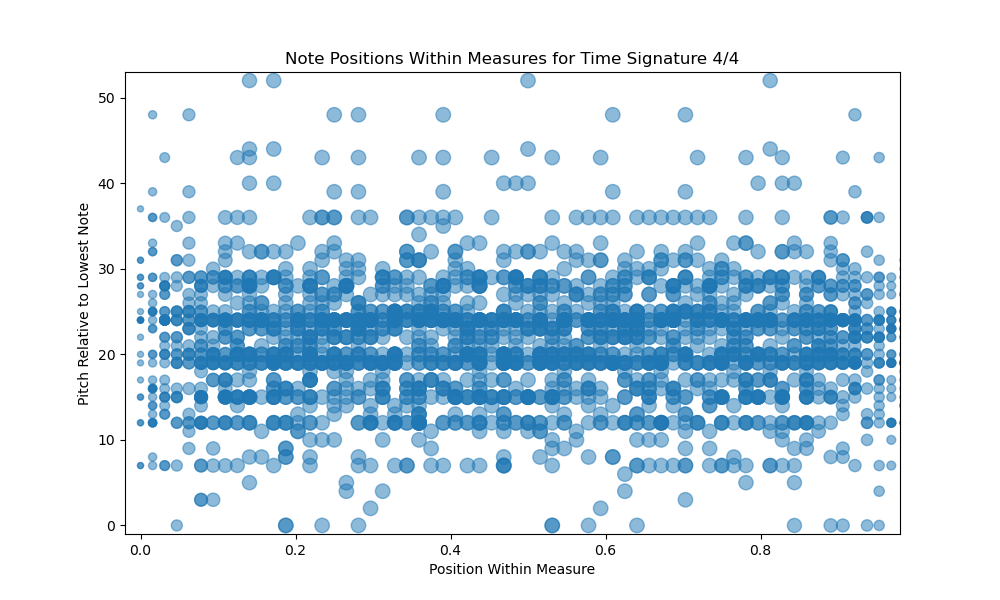 Note Positions Within Measures for Time Signature 4/4
50
40
30
20
10
0
Pitch Relative to Lowest Note
0.0 0.2 0.4 0.6 0.8
Position Within Measure